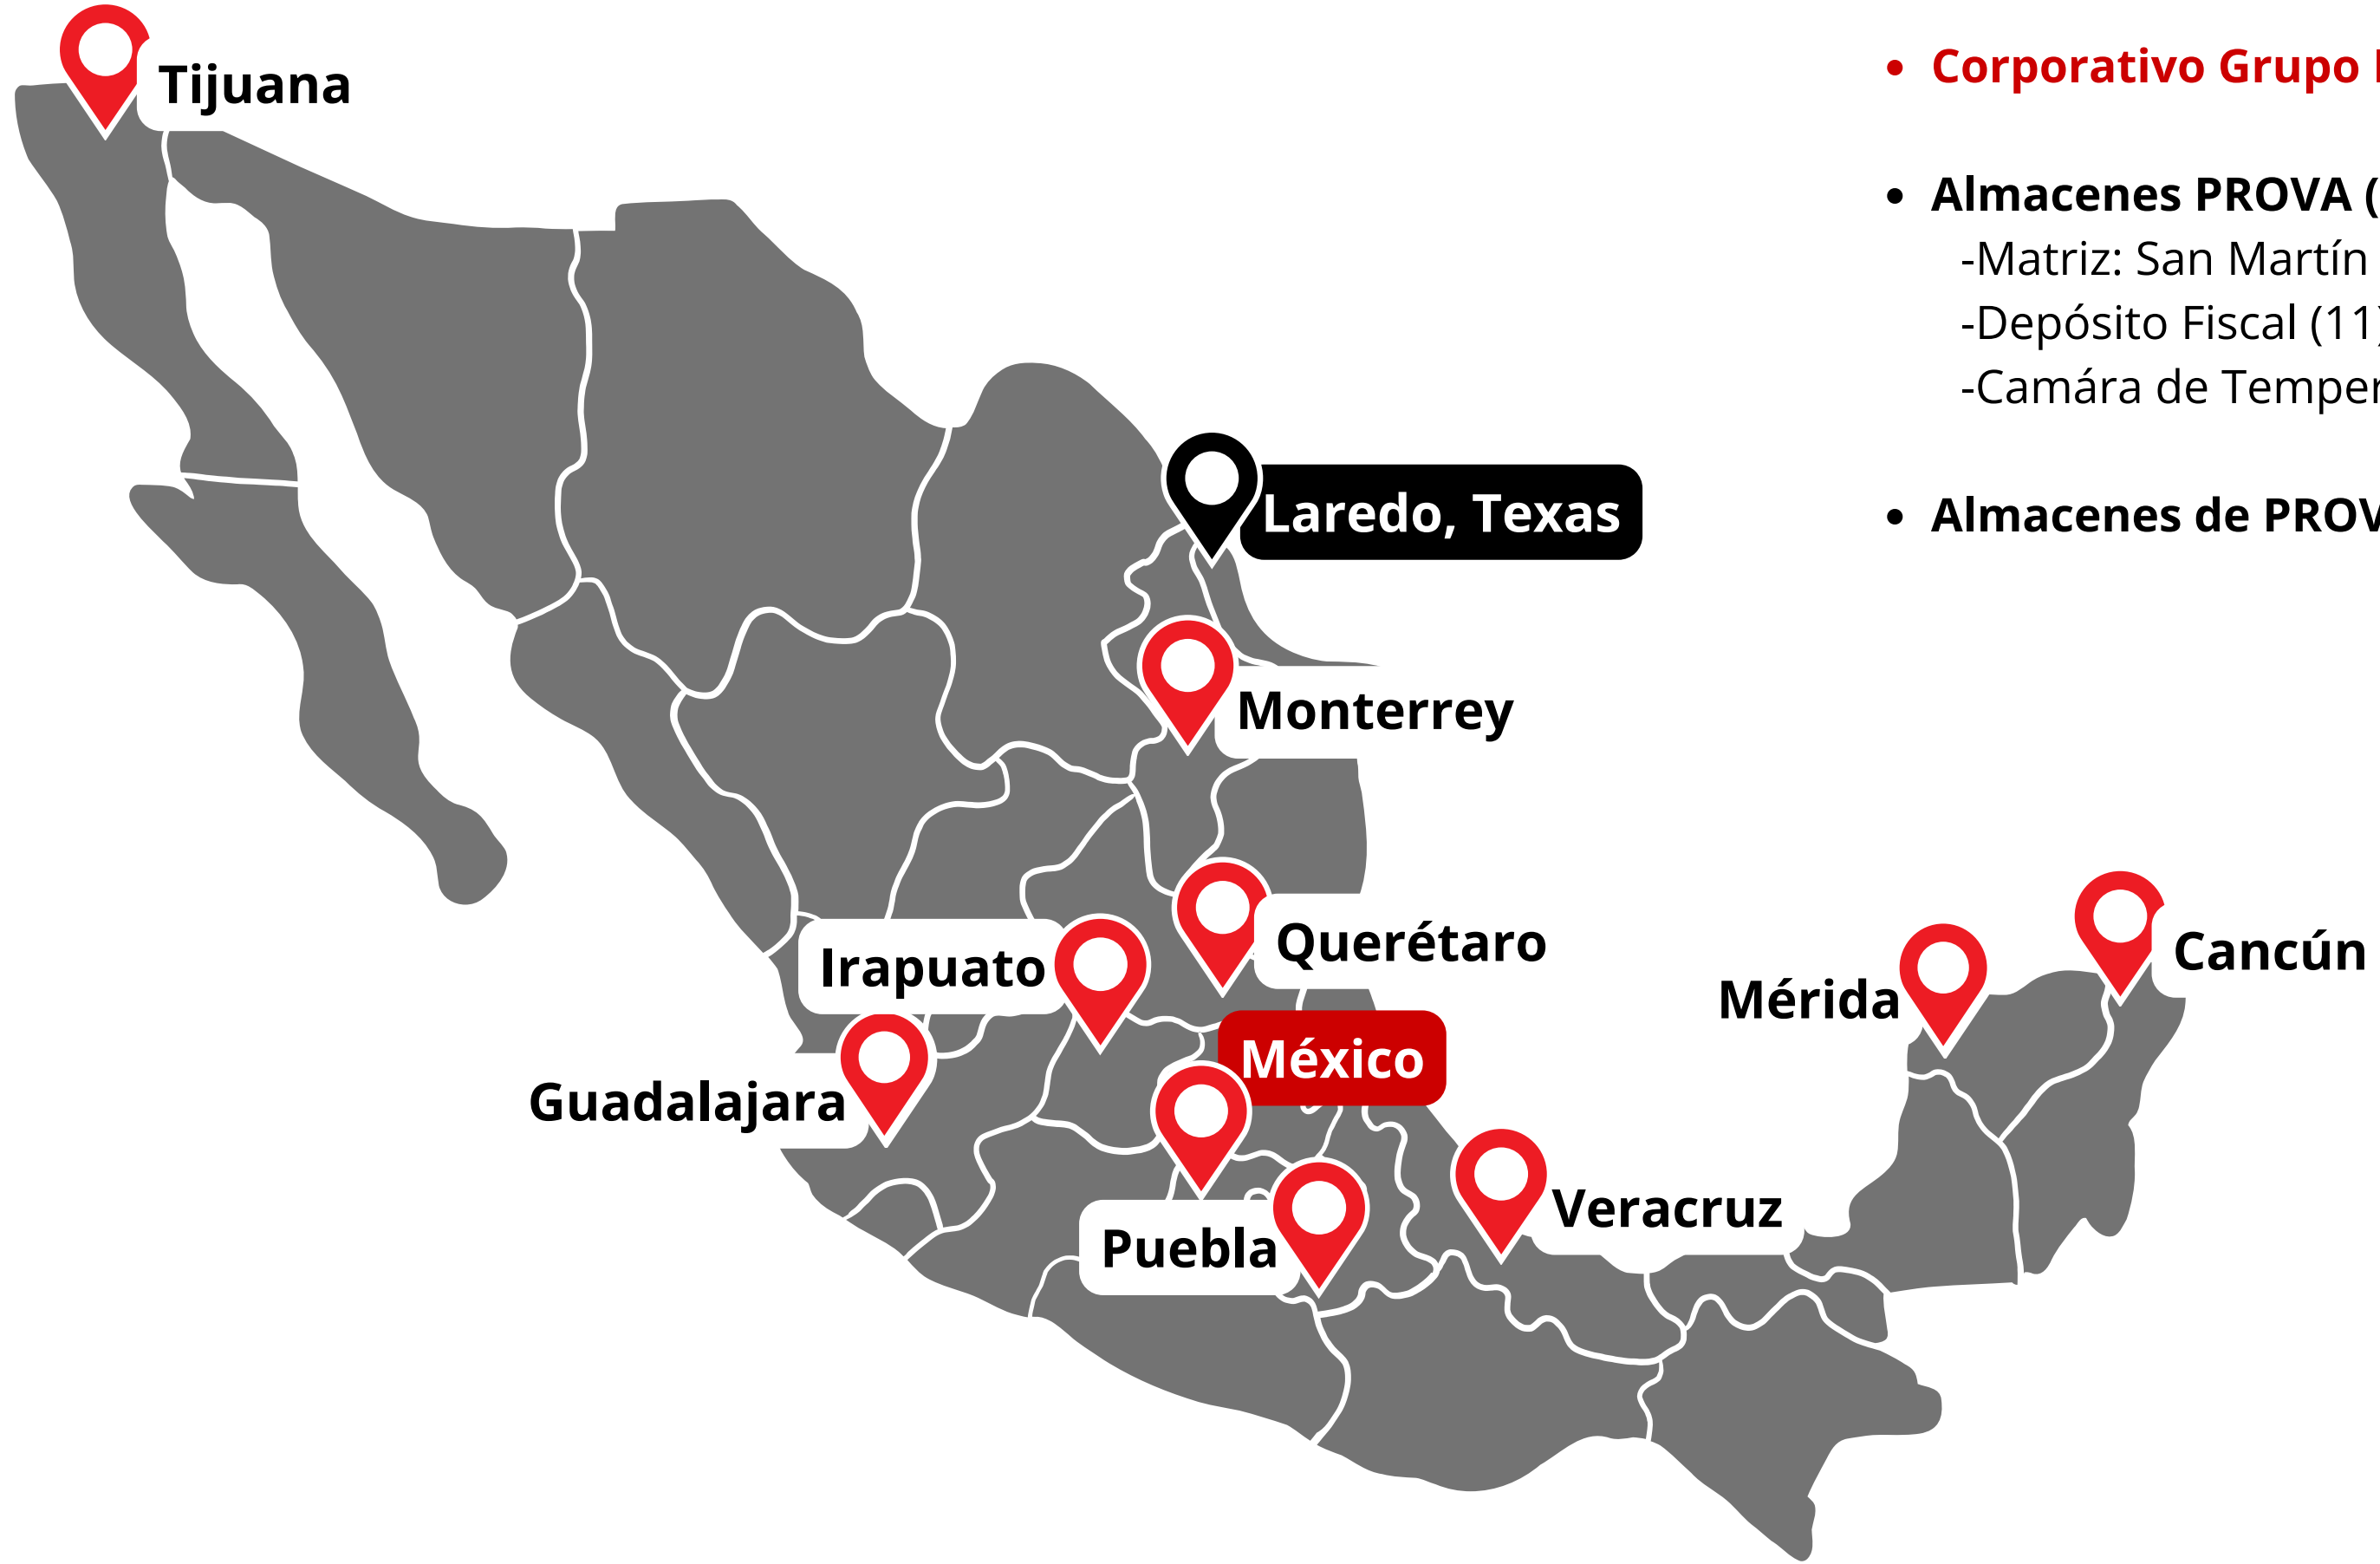 Tijuana
Corporativo Grupo
Almacenes PROVA (
-Matriz: San Martín
-Depósito Fiscal (11)
-Camára de Temper
Almacenes de PROV
Laredo, Texas
Monterrey
Querétaro
Irapuato
Cancún
Mérida
México
Guadalajara
Veracruz
Puebla